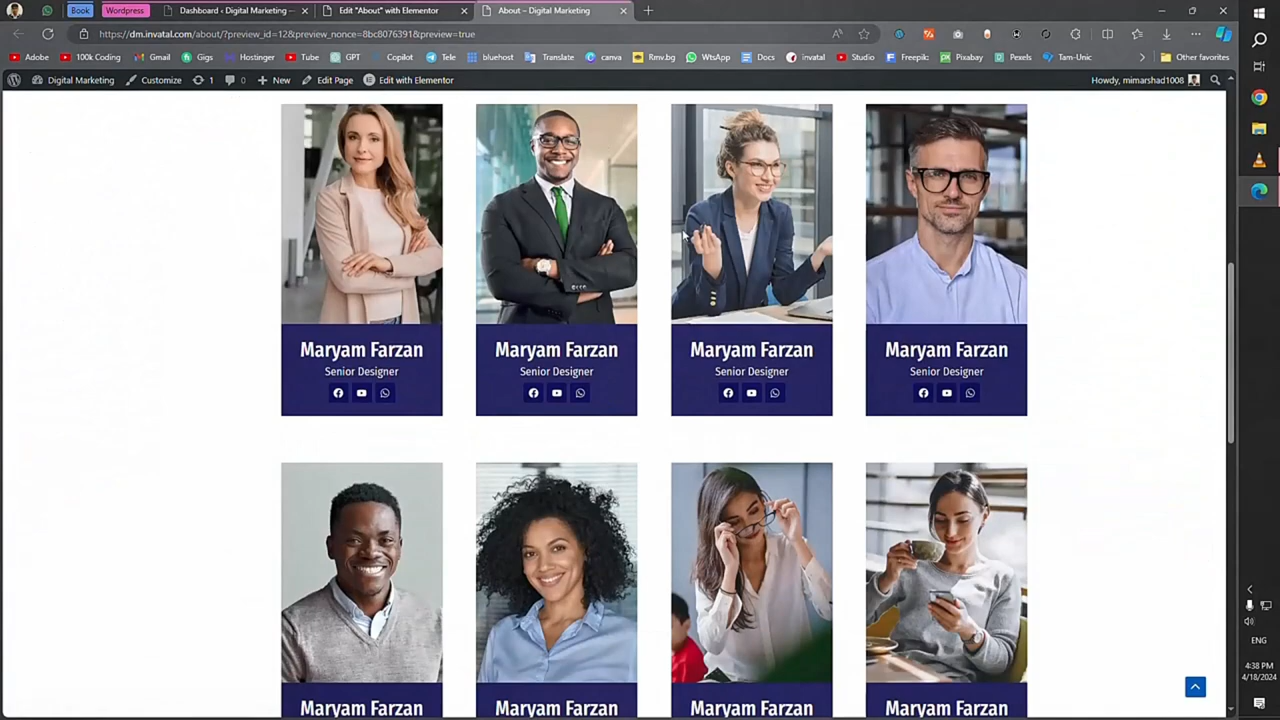 Book
Wordpress
Dashboard ‹ Digital Marketing —
Edit "About" with Elementor
About – Digital Marketing
https://dm.invatal.com/about/?preview_id=12&preview_nonce=8bc8076391&preview=true
Adobe
100k Coding
Gmail
Gigs
Hostinger
Tube
GPT
Copilot
Tele
bluehost
Translate
canva
Rmv.bg
WtsApp
Docs
invatal
Studio
Freepik:
Pixabay
Pexels
Tam-Unic
Other favorites
Digital Marketing
Customize
1
0
New
Edit Page
Edit with Elementor
Howdy, mimarshad1008
Maryam Farzan
Senior Designer
Maryam Farzan
Senior Designer
Maryam Farzan
Senior Designer
Maryam Farzan
Senior Designer
Maryam Farzan
Maryam Farzan
Maryam Farzan
Maryam Farzan
ENG
4:38 PM
4/18/2024